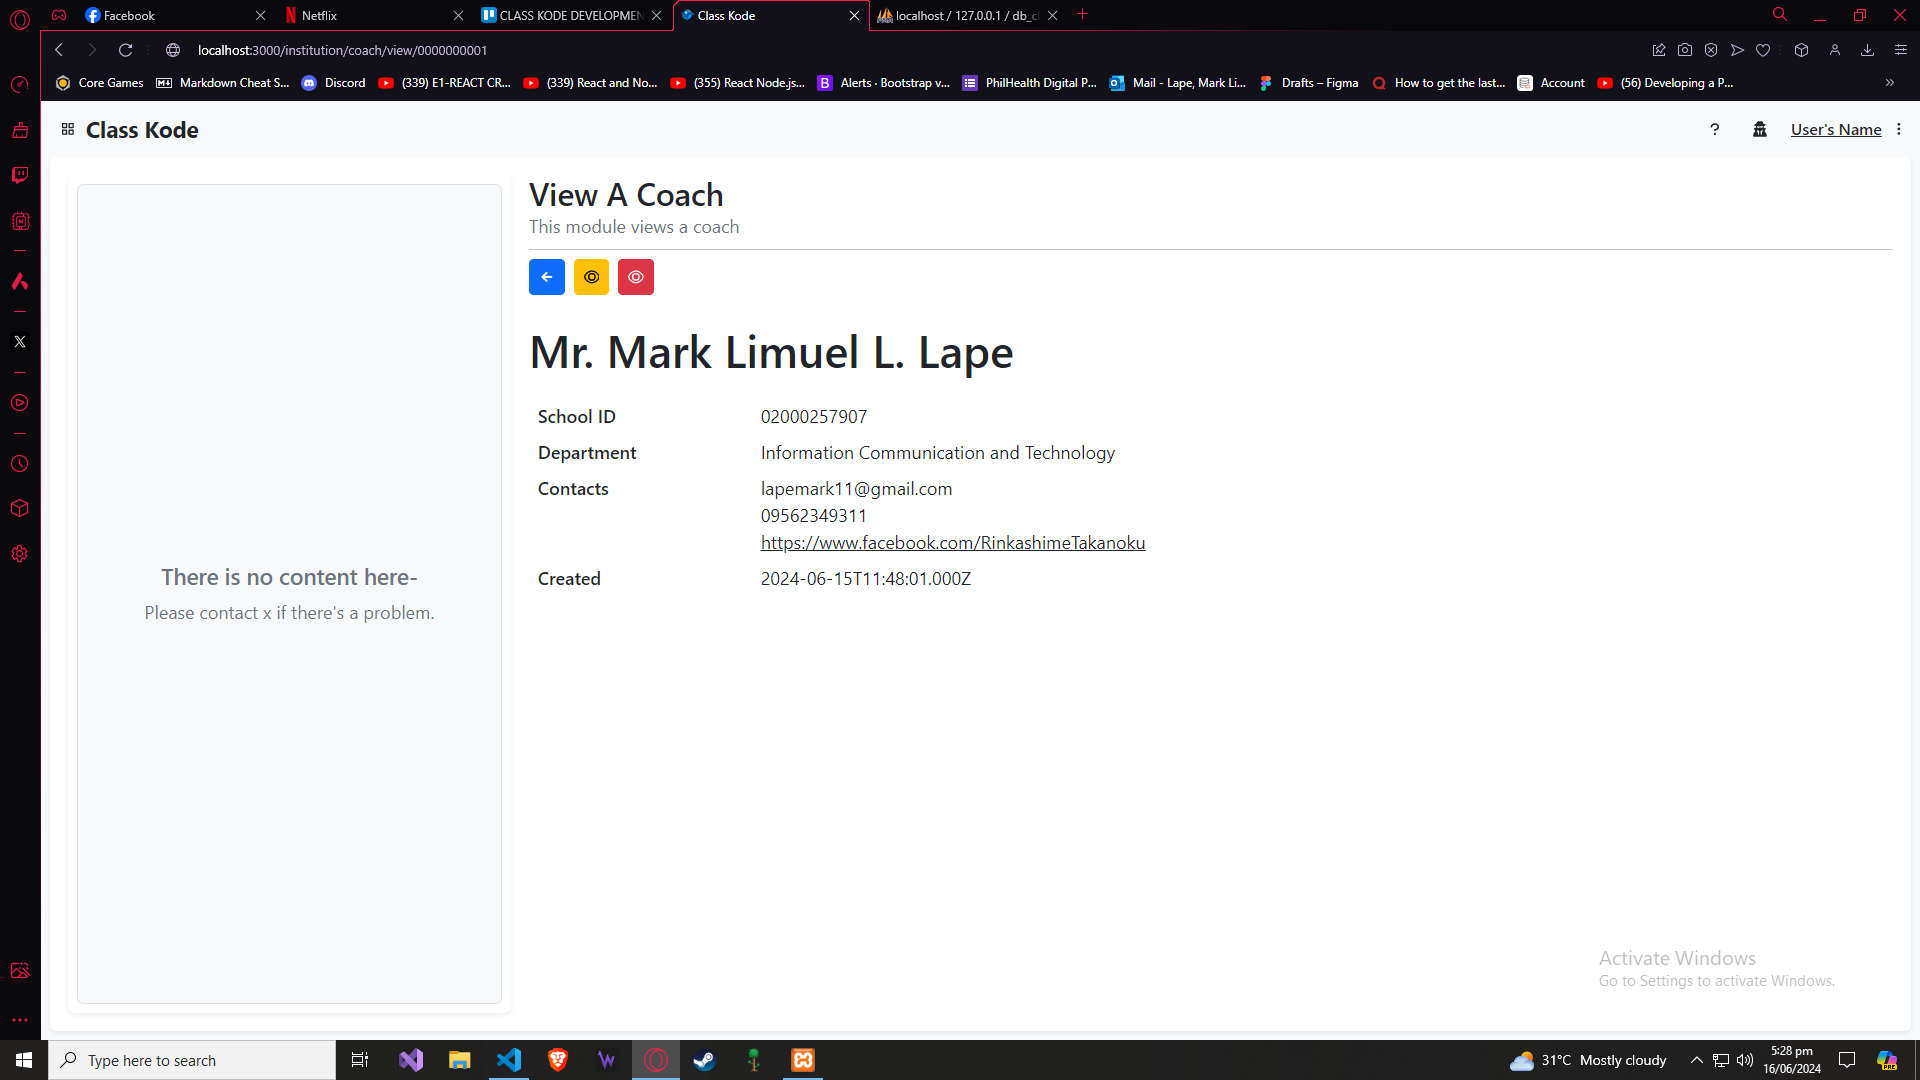 Facebook
Netflix
CLASS KODE DEVELOPMEN
Class Kode
localhost / 127.0.0.1 / db_c
localhost:3000/institution/coach/view/0000000001
Core Games
Markdown Cheat S...
Discord
(339) E1-REACT CR...
(339) React and No...
(355) React Node.js...
Alerts · Bootstrap v...
PhilHealth Digital P...
Mail - Lape, Mark Li...
Drafts – Figma
How to get the last...
Account
(56) Developing a P...
Class Kode
?
User's Name
View A Coach
This module views a coach
Mr. Mark Limuel L. Lape
School ID 02000257907
Department Information Communication and Technology
Contacts lapemark11@gmail.com
09562349311
https://www.facebook.com/RinkashimeTakanoku
Created 2024-06-15T11:48:01.000Z
There is no content here-
Please contact x if there's a problem.
Activate Windows
Go to Settings to activate Windows.
Type here to search
31°C Mostly cloudy
5:28 pm
16/06/2024